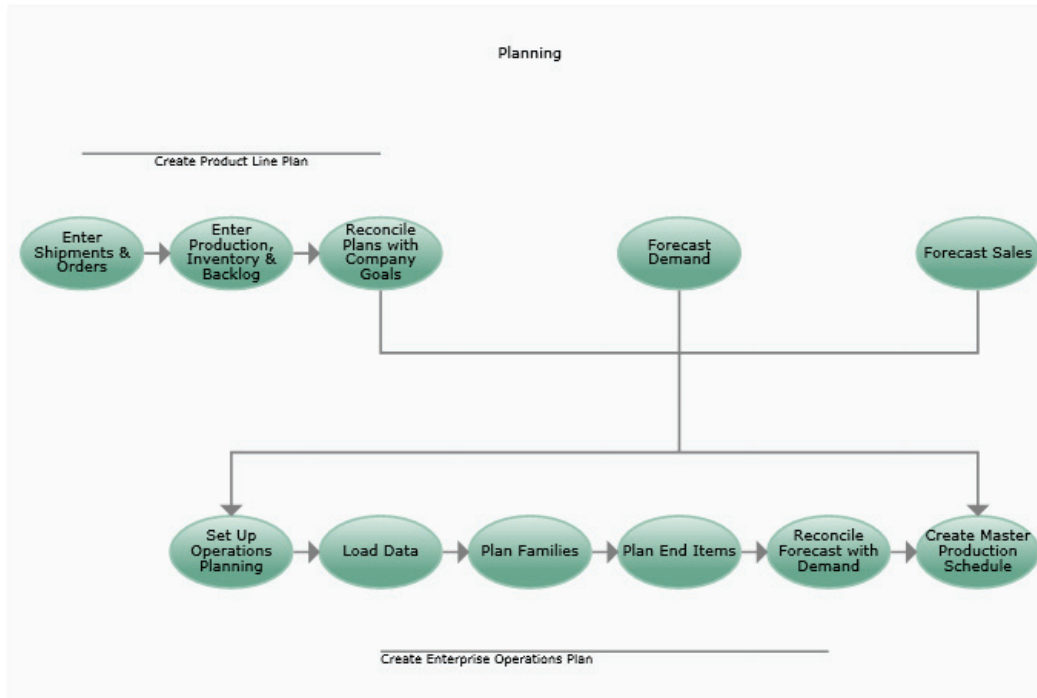 Planning
Create Product Line Plan
Enter
Shipments &
Orders
Enter
Production,
Inventory &
Backlog
Reconcile
Plans with
Company
Goals
Forecast
Demand
Forecast Sales
Set Up
Operations
Planning
Load Data
Plan Families
Plan End Items
Reconcile
Forecast with
Demand
Create Master
Production
Schedule
Create Enterprise Operations Plan